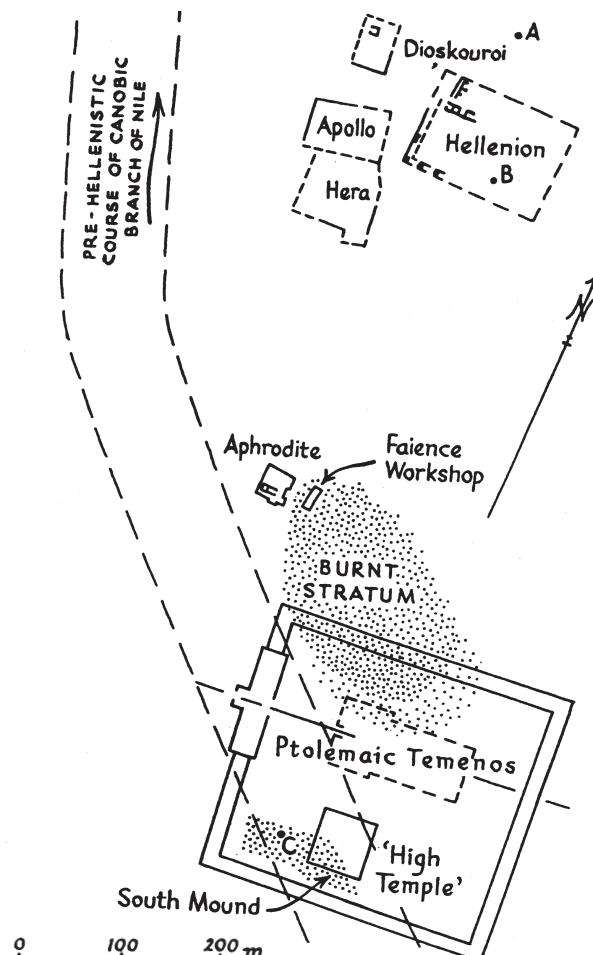 A
Dioskouroi
PRE-HELLENISTIC
COURSE OF CANOBIC
BRANCH OF NILE
Apollo
Hellenion
B
Hera
N
Aphrodite
Faience
Workshop
BURNT
STRATUM
Ptolemaic Temenos
C
'High
Temple'
South Mound
0 100 200 m